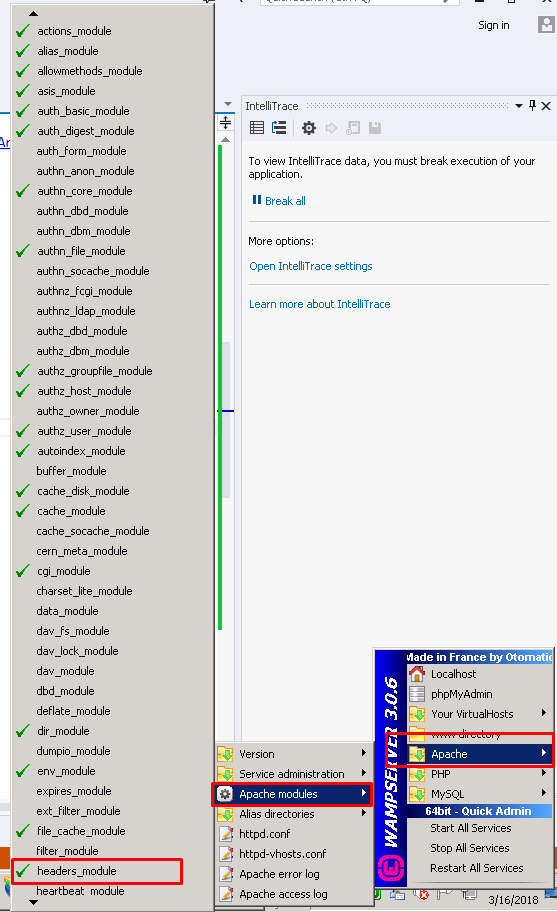 Sign in
actions_module
alias_module
allowmethods_module
asis_module
auth_basic_module
auth_digest_module
auth_form_module
authn_anon_module
authn_core_module
authn_dbd_module
authn_dbm_module
authn_file_module
authn_socache_module
authnz_fcgi_module
authnz_ldap_module
authz_dbd_module
authz_dbm_module
authz_groupfile_module
authz_host_module
authz_owner_module
authz_user_module
autoindex_module
buffer_module
cache_disk_module
cache_module
cache_socache_module
cern_meta_module
cgi_module
charset_lite_module
data_module
dav_fs_module
dav_lock_module
dav_module
dbd_module
deflate_module
dir_module
dumpio_module
env_module
expires_module
ext_filter_module
file_cache_module
filter_module
headers_module
heartbeat_module
IntelliTrace
To view IntelliTrace data, you must break execution of your
application.
Break all
More options:
Open IntelliTrace settings
Learn more about IntelliTrace
Version
Service administration
Apache modules
Alias directories
httpd.conf
httpd-vhosts.conf
Apache error log
Apache access log
WAMPSERVER 3.0.6
Made in France by Otomatic
Localhost
phpMyAdmin
Your VirtualHosts
www directory
Apache
PHP
MySQL
64bit - Quick Admin
Start All Services
Stop All Services
Restart All Services
3/16/2018